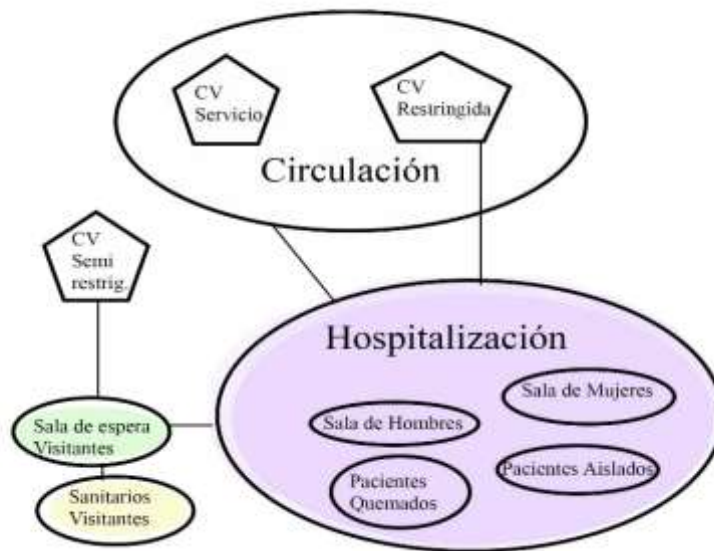 CV
Servicio
CV
Restringida
Circulación
CV
Semi
restrig.
Hospitalización
Sala de Mujeres
Sala de Hombres
Sala de espera
Visitantes
Pacientes Aislados
Pacientes
Quemados
Sanitarios
Visitantes